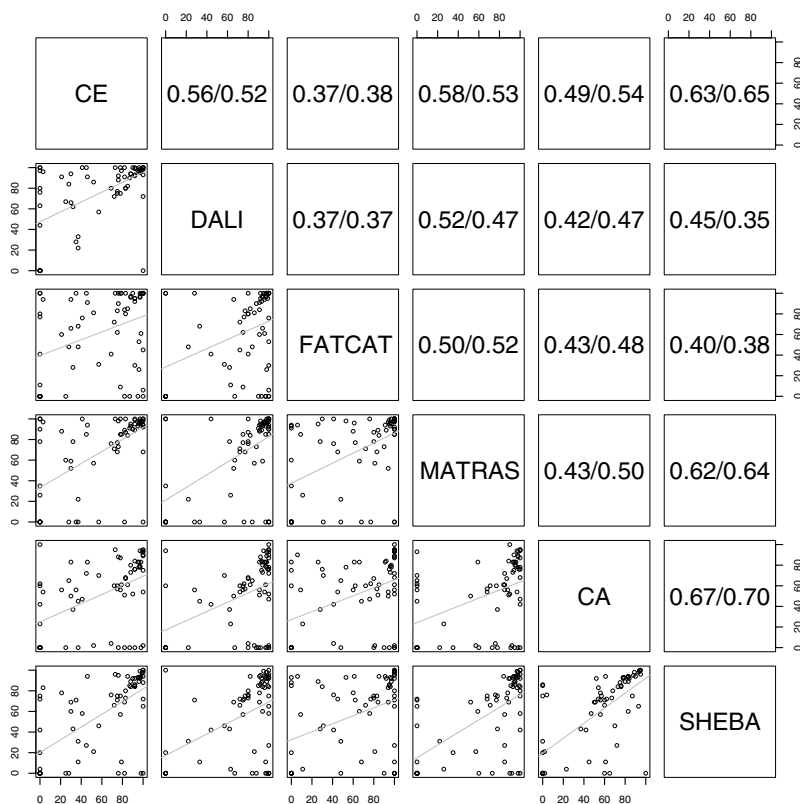 0 20 40 60 80 0 20 40 60 80 0 20 40 60 80
CE 0.56/0.52 0.37/0.38 0.58/0.53 0.49/0.54 0.63/0.65
0 20 40 60 80
0 20 40 60 80
DALI 0.37/0.37 0.52/0.47 0.42/0.47 0.45/0.35
FATCAT 0.50/0.52 0.43/0.48 0.40/0.38
0 20 40 60 80
0 20 40 60 80
MATRAS 0.43/0.50 0.62/0.64
CA 0.67/0.70
0 20 40 60 80
0 20 40 60 80
SHEBA
0 20 40 60 80 0 20 40 60 80 0 20 40 60 80